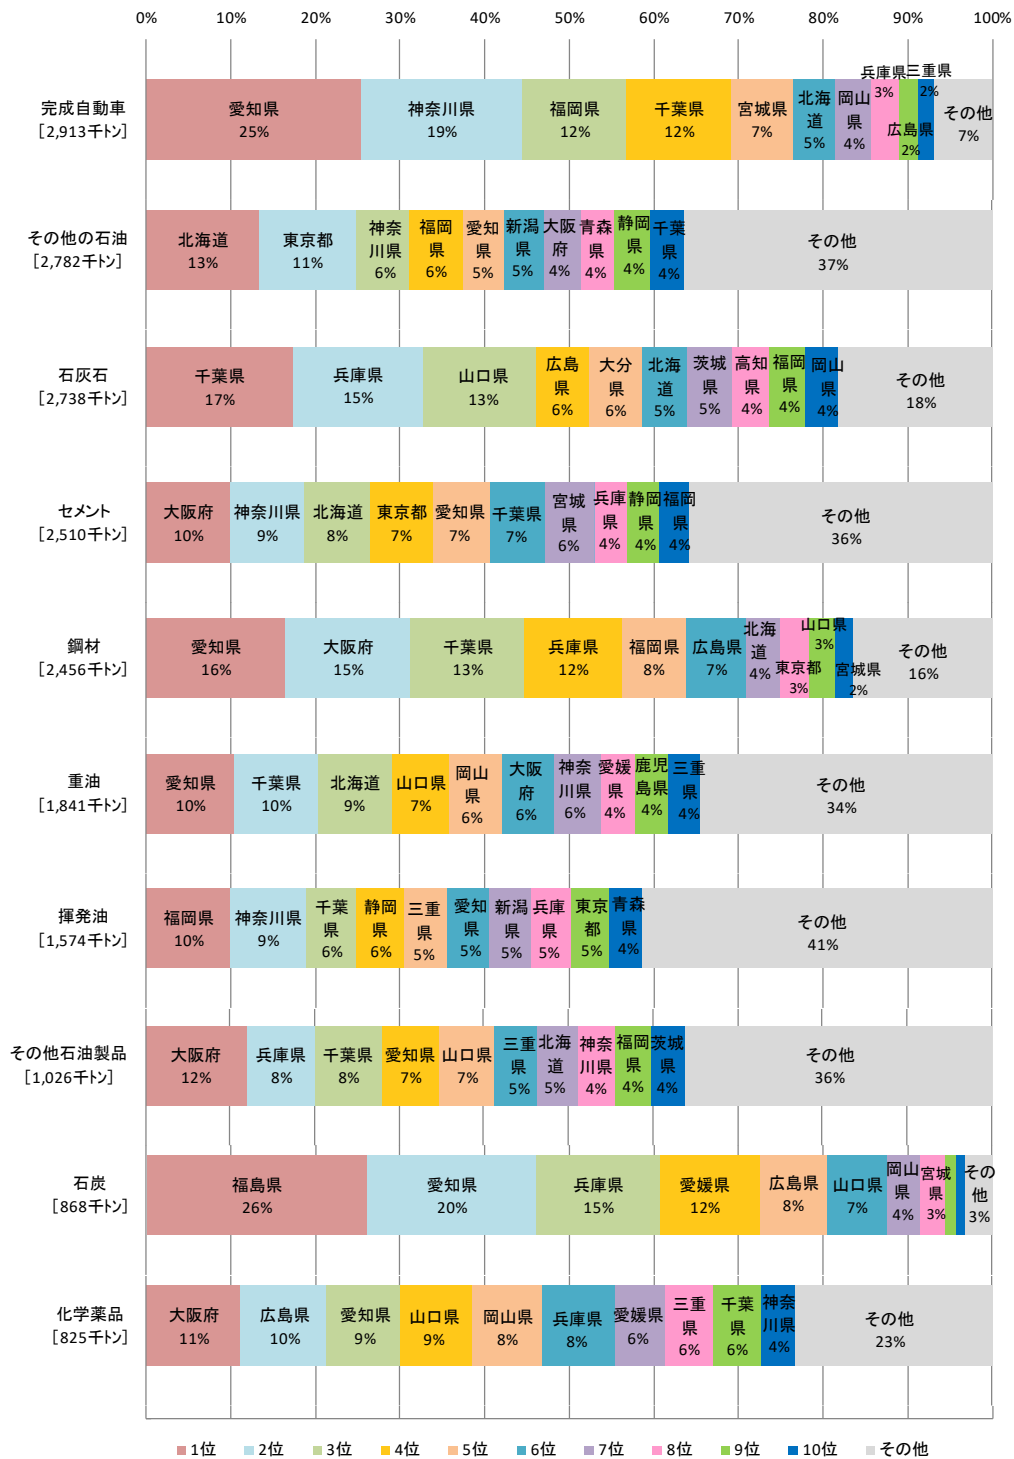 0% 10% 20% 30% 40% 50% 60% 70% 80% 90% 100%
完成自動車
[2,913千トン]
愛知県
25%
神奈川県
19%
福岡県
12%
千葉県
12%
宮城県
7%
北海
道
5%
岡山
県
4%
兵庫県
3%
広島県
2%
三重県
2%
その他
7%
その他の石油
[2,782千トン]
北海道
13%
東京都
11%
神奈
川県
6%
福岡
県
6%
愛知
県
5%
新潟
県
5%
大阪
府
4%
青森
県
4%
静岡
県
4%
千葉
県
4%
その他
37%
石灰石
[2,738千トン]
千葉県
17%
兵庫県
15%
山口県
13%
広島
県
6%
大分
県
6%
北海
道
5%
茨城
県
5%
高知
県
4%
福岡
県
4%
岡山
県
4%
その他
18%
セメント
[2,510千トン]
大阪府
10%
神奈川県
9%
北海道
8%
東京都
7%
愛知県
7%
千葉県
7%
宮城
県
6%
兵庫
県
4%
静岡
県
4%
福岡
県
4%
その他
36%
鋼材
[2,456千トン]
愛知県
16%
大阪府
15%
千葉県
13%
兵庫県
12%
福岡県
8%
広島県
7%
北海
道
4%
東京都
3%
山口県
3%
宮城県
2%
その他
16%
重油
[1,841千トン]
愛知県
10%
千葉県
10%
北海道
9%
山口県
7%
岡山
県
6%
大阪
府
6%
神奈
川県
6%
愛媛
県
4%
鹿児
島県
4%
三重
県
4%
その他
34%
揮発油
[1,574千トン]
福岡県
10%
神奈川県
9%
千葉
県
6%
静岡
県
6%
三重
県
5%
愛知
県
5%
新潟
県
5%
兵庫
県
5%
東京
都
5%
青森
県
4%
その他
41%
その他石油製品
[1,026千トン]
大阪府
12%
兵庫県
8%
千葉県
8%
愛知県
7%
山口県
7%
三重
県
5%
北海
道
5%
神奈
川県
4%
福岡
県
4%
茨城
県
4%
その他
36%
石炭
[868千トン]
福島県
26%
愛知県
20%
兵庫県
15%
愛媛県
12%
広島県
8%
山口県
7%
岡山
県
4%
宮城
県
3%
その
他
3%
化学薬品
[825千トン]
大阪府
11%
広島県
10%
愛知県
9%
山口県
9%
岡山県
8%
兵庫県
8%
愛媛県
6%
三重
県
6%
千葉
県
6%
神奈
川県
4%
その他
23%
0% 10% 20% 30% 40% 50% 60% 70% 80% 90% 100%
1位 2位 3位 4位 5位 6位 7位 8位 9位 10位 その他